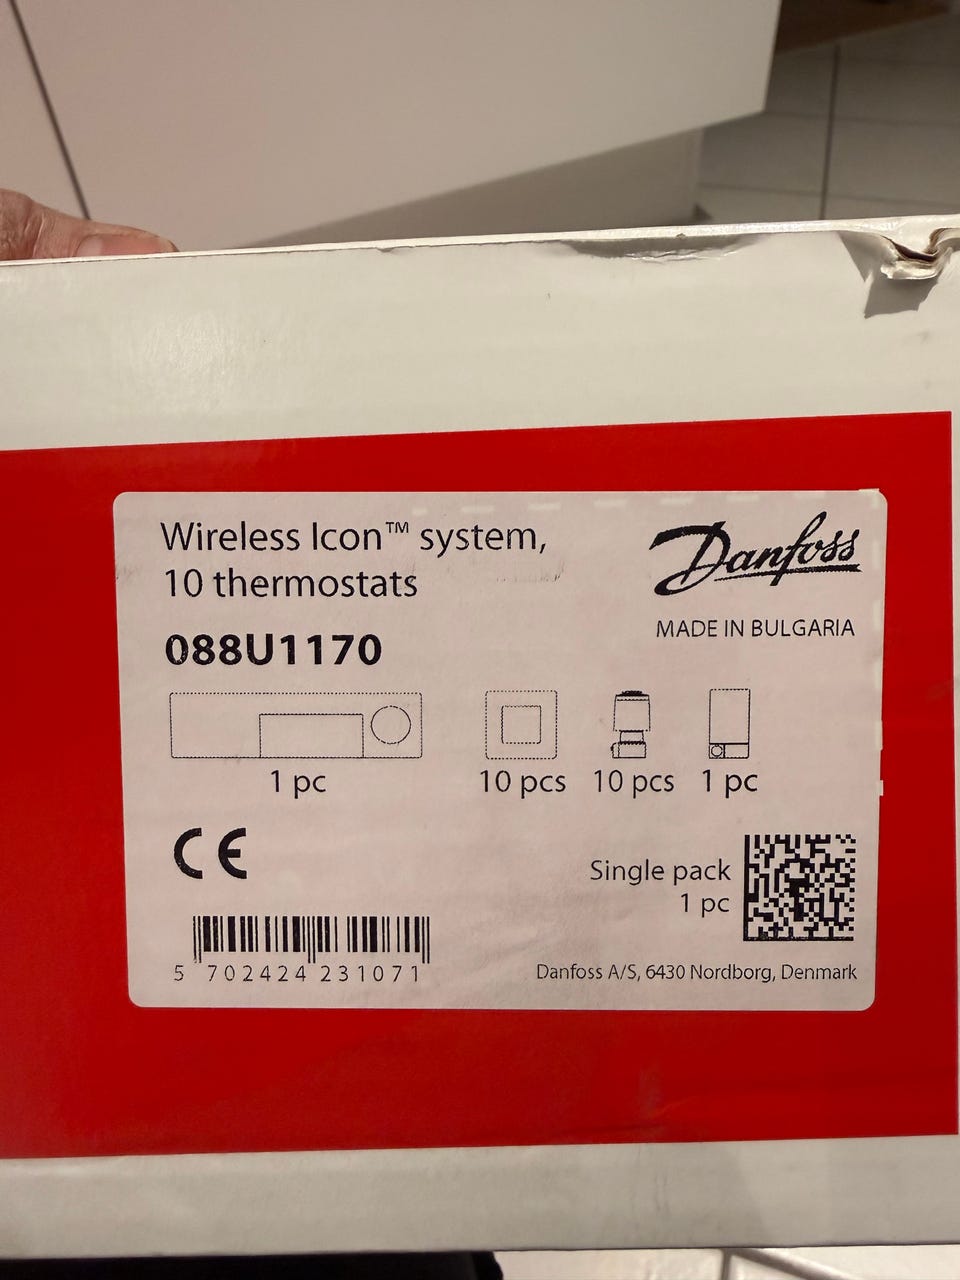 Wireless Icon™ system,
10 thermostats
Danfoss
MADE IN BULGARIA
088U1170
1 pc
10 pcs
10 pcs
1 pc
CE
Single pack
1 pc
5 702424 231071
Danfoss A/S, 6430 Nordborg, Denmark